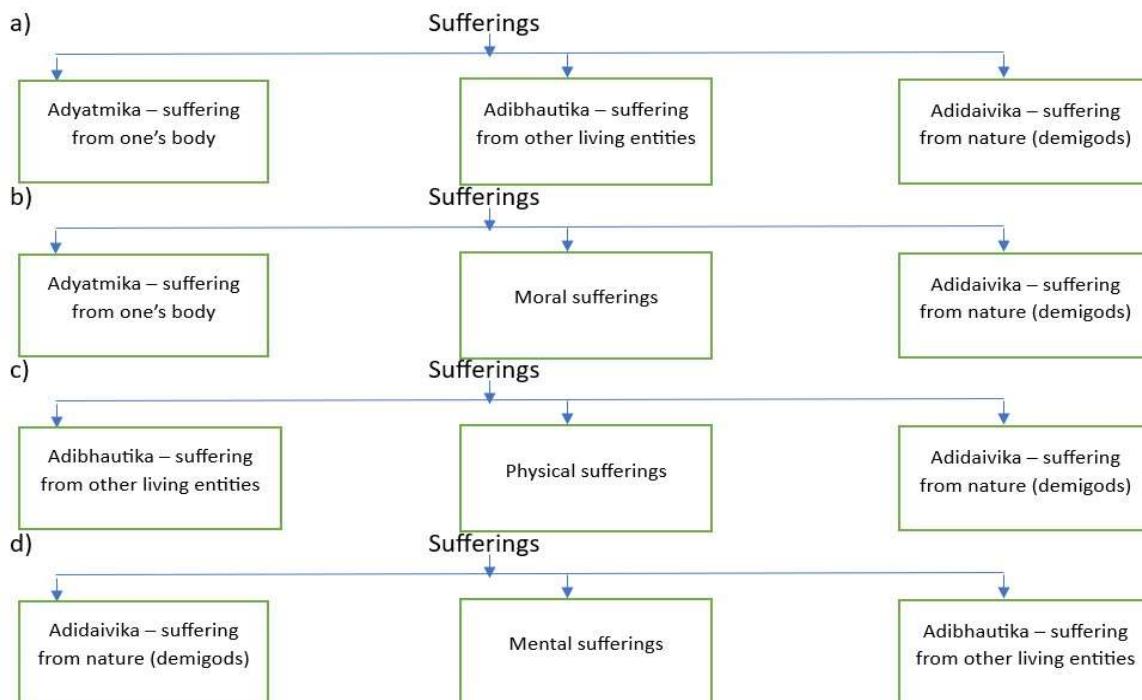 a)
Sufferings
Adyatmika – suffering
from one's body
Adibhautika – suffering
from other living entities
Adidaivika – suffering
from nature (demigods)
b)
Sufferings
Adyatmika – suffering
from one's body
Moral sufferings
Adidaivika – suffering
from nature (demigods)
c)
Sufferings
Adibhautika – suffering
from other living entities
Physical sufferings
Adidaivika – suffering
from nature (demigods)
d)
Sufferings
Adidaivika – suffering
from nature (demigods)
Mental sufferings
Adibhautika – suffering
from other living entities